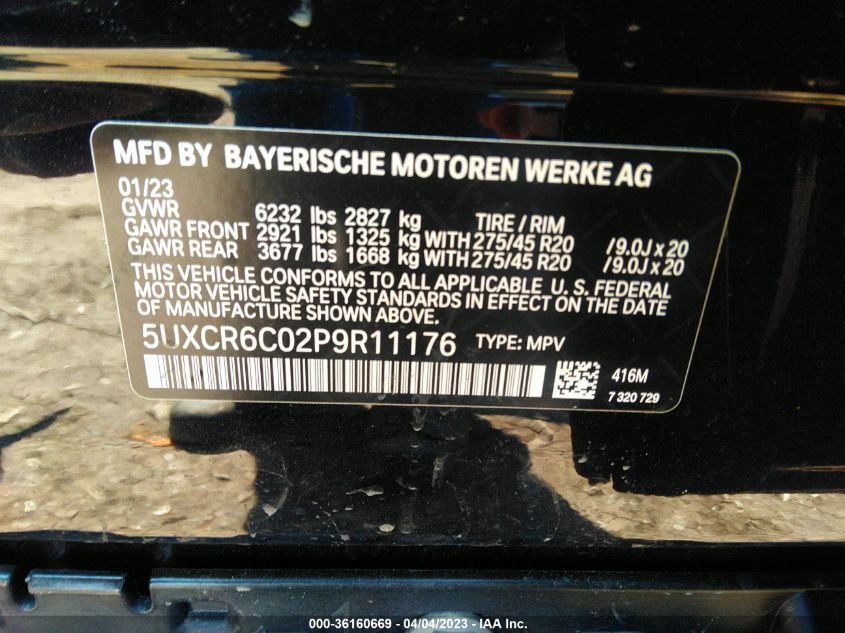 MFD BY BAYERISCHE MOTOREN WERKE AG
01/23
GVWR 6232 lbs 2827 kg TIRE / RIM
GAWR FRONT 2921 lbs 1325 kg WITH 275/45 R20 /9.0J x 20
GAWR REAR 3677 lbs 1668 kg WITH 275/45 R20 /9.0J x 20
THIS VEHICLE CONFORMS TO ALL APPLICABLE U. S. FEDERAL
MOTOR VEHICLE SAFETY STANDARDS IN EFFECT ON THE DATE
OF MANUFACTURE SHOWN ABOVE.
5UXCR6C02P9R11176 TYPE: MPV
416M
7 320 729
000-36160669 - 04/04/2023 - IAA Inc.